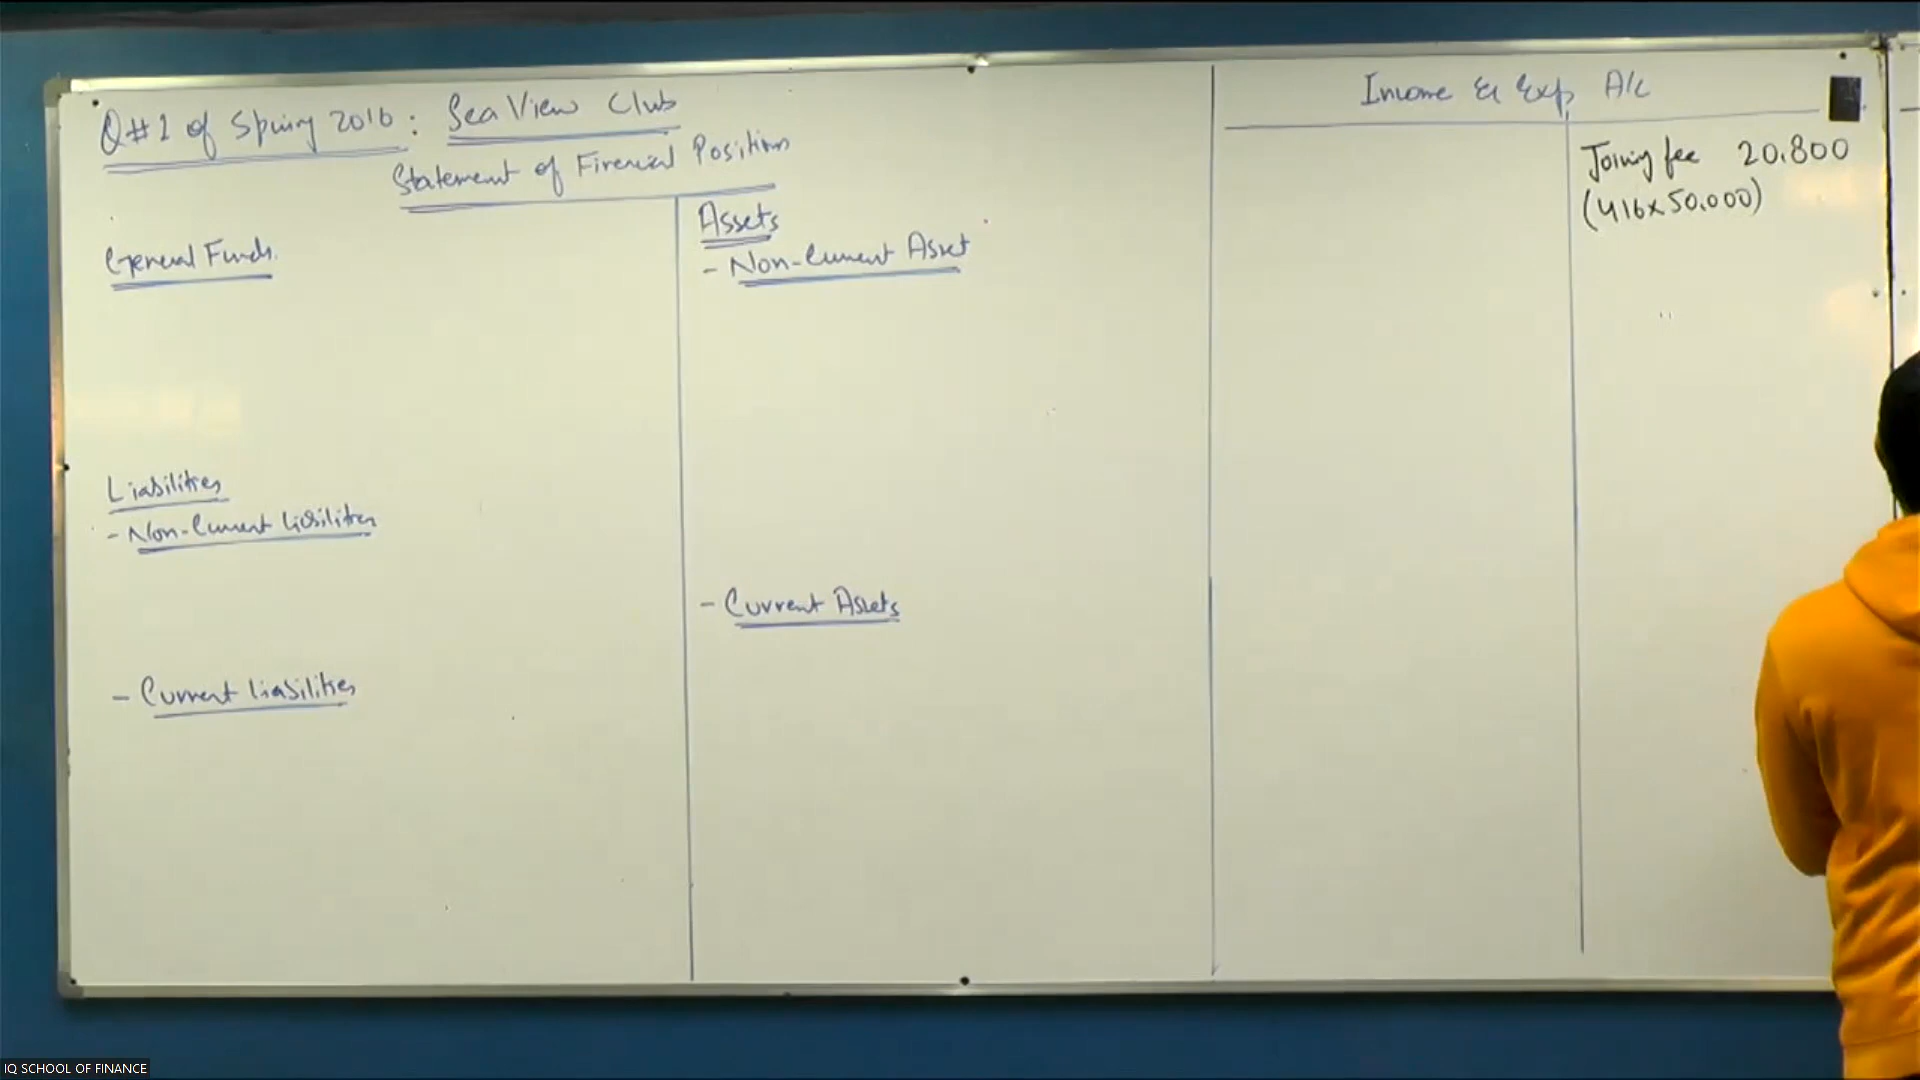 Q#1 of Spring 2016: Sea View Club
Statement of Financial Position
General Funds
Liabilities
- Non-Current liabilities
- Current liabilities
Assets
- Non-Current Asset
- Current Assets
Income & Exp A/c
Joining fee 20,800
(416x50,000)
IQ SCHOOL OF FINANCE